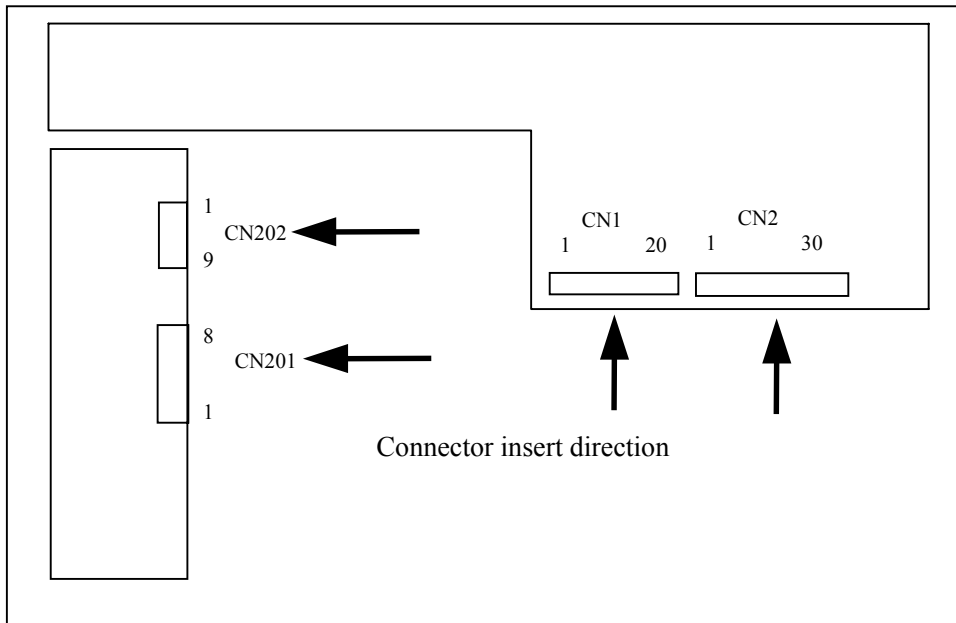 CN1
CN2
1
20
1
30
1
CN202
9
8
CN201
1
Connector insert direction